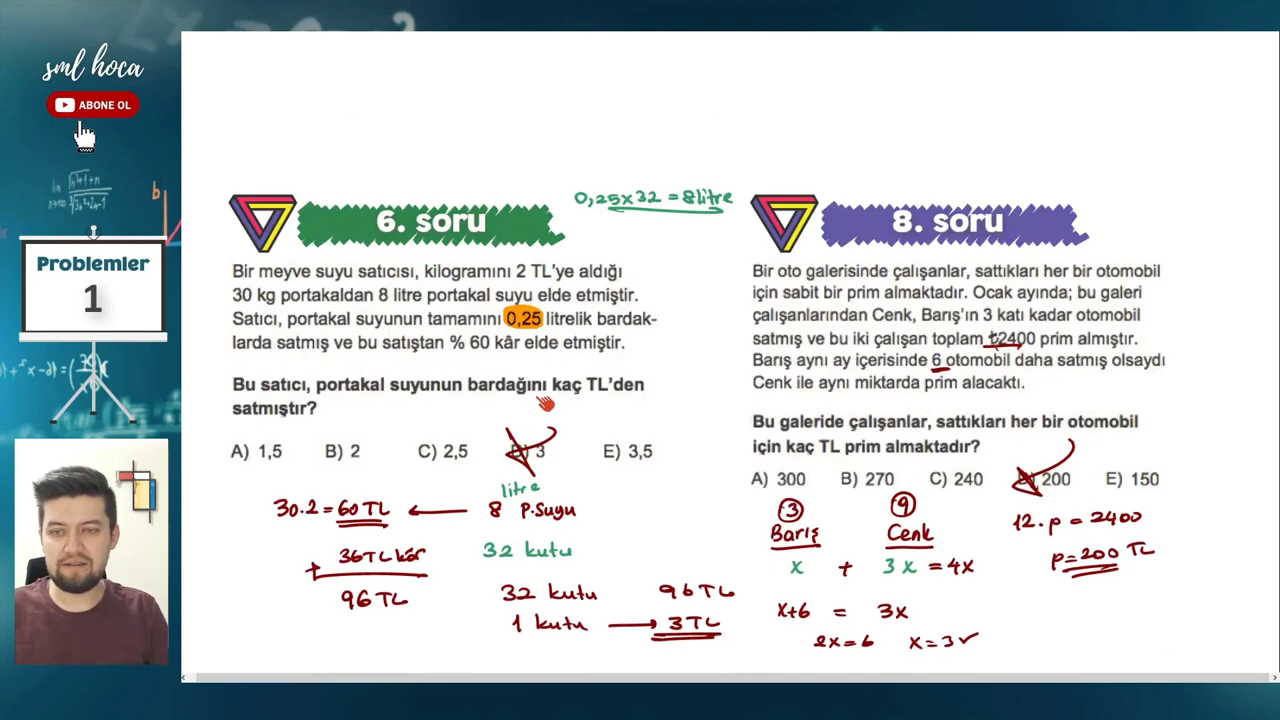 sml hoca
ABONE OL
Problemler
1
6. soru
0,25x32 = 8 litre
Bir meyve suyu satıcısı, kilogramını 2 TL'ye aldığı
30 kg portakaldan 8 litre portakal suyu elde etmiştir.
Satıcı, portakal suyunun tamamını 0,25 litrelik bardak-
larda satmış ve bu satıştan % 60 kâr elde etmiştir.
Bu satıcı, portakal suyunun bardağını kaç TL'den
satmıştır?
A) 1,5 B) 2 C) 2,5 D) 3 E) 3,5
litre
30.2 = 60 TL 8 P.Suyu
+ 36 TL kâr 32 kutu
96 TL
32 kutu 96 TL
1 kutu 3 TL
8. soru
Bir oto galerisinde çalışanlar, sattıkları her bir otomobil
için sabit bir prim almaktadır. Ocak ayında; bu galeri
çalışanlarından Cenk, Barış'ın 3 katı kadar otomobil
satmış ve bu iki çalışan toplam ₺2400 prim almıştır.
Barış aynı ay içerisinde 6 otomobil daha satmış olsaydı
Cenk ile aynı miktarda prim alacaktı.
Bu galeride çalışanlar, sattıkları her bir otomobil
için kaç TL prim almaktadır?
A) 300 B) 270 C) 240 D) 200 E) 150
3 9
Barış Cenk
x + 3x = 4x
x+6 = 3x
2x = 6 x = 3
12.p = 2400
p = 200 TL